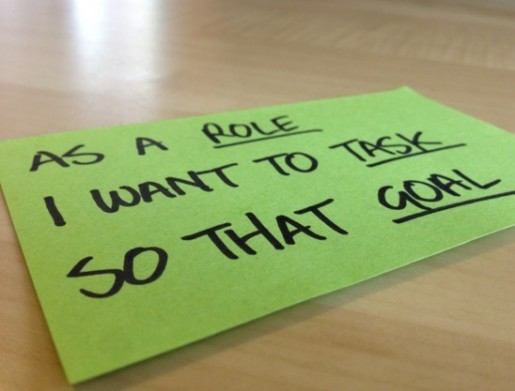 AS A ROLE
I WANT TO TASK
SO THAT GOAL